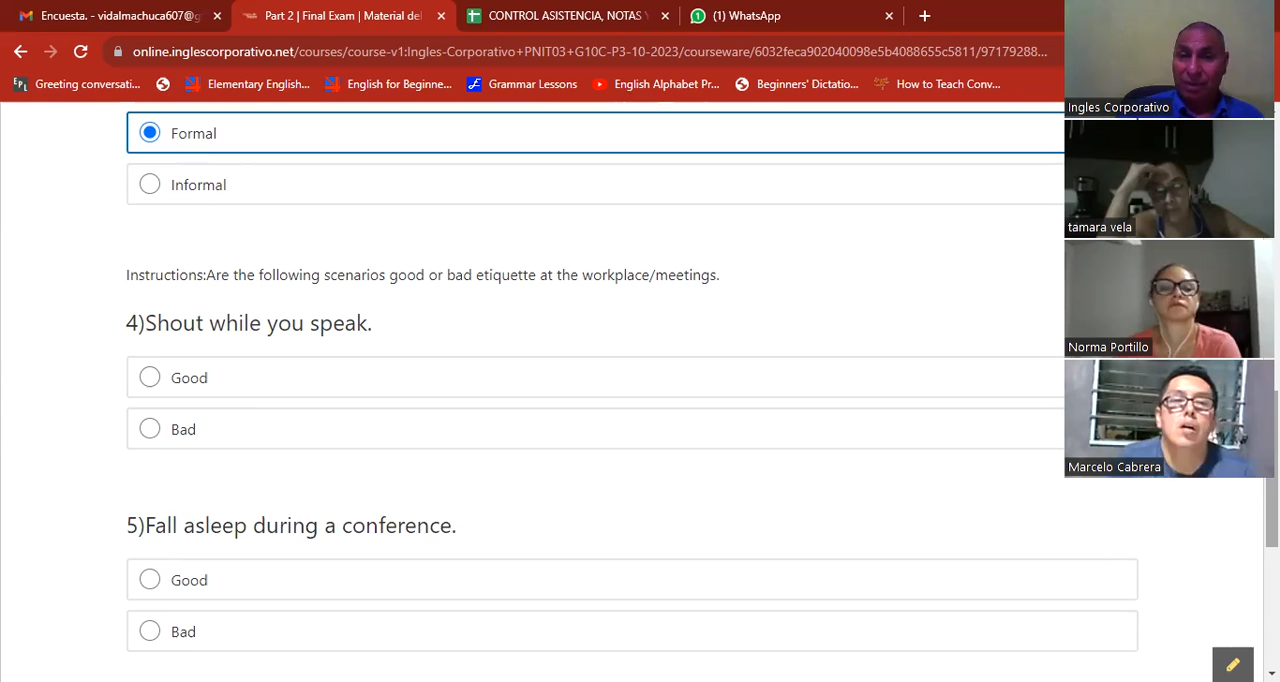 Encuesta. - vidalmachuca607@g
Part 2 | Final Exam | Material del
CONTROL ASISTENCIA, NOTAS Y
(1) WhatsApp
online.inglescorporativo.net/courses/course-v1:Ingles-Corporativo+PNIT03+G10C-P3-10-2023/courseware/6032feca902040098e5b4088655c5811/97179288...
Greeting conversati...
Elementary English...
English for Beginne...
Grammar Lessons
English Alphabet Pr...
Beginners' Dictatio...
How to Teach Conv...
Formal
Informal
Instructions:Are the following scenarios good or bad etiquette at the workplace/meetings.
4)Shout while you speak.
Good
Bad
5)Fall asleep during a conference.
Good
Bad
Ingles Corporativo
tamara vela
Norma Portillo
Marcelo Cabrera